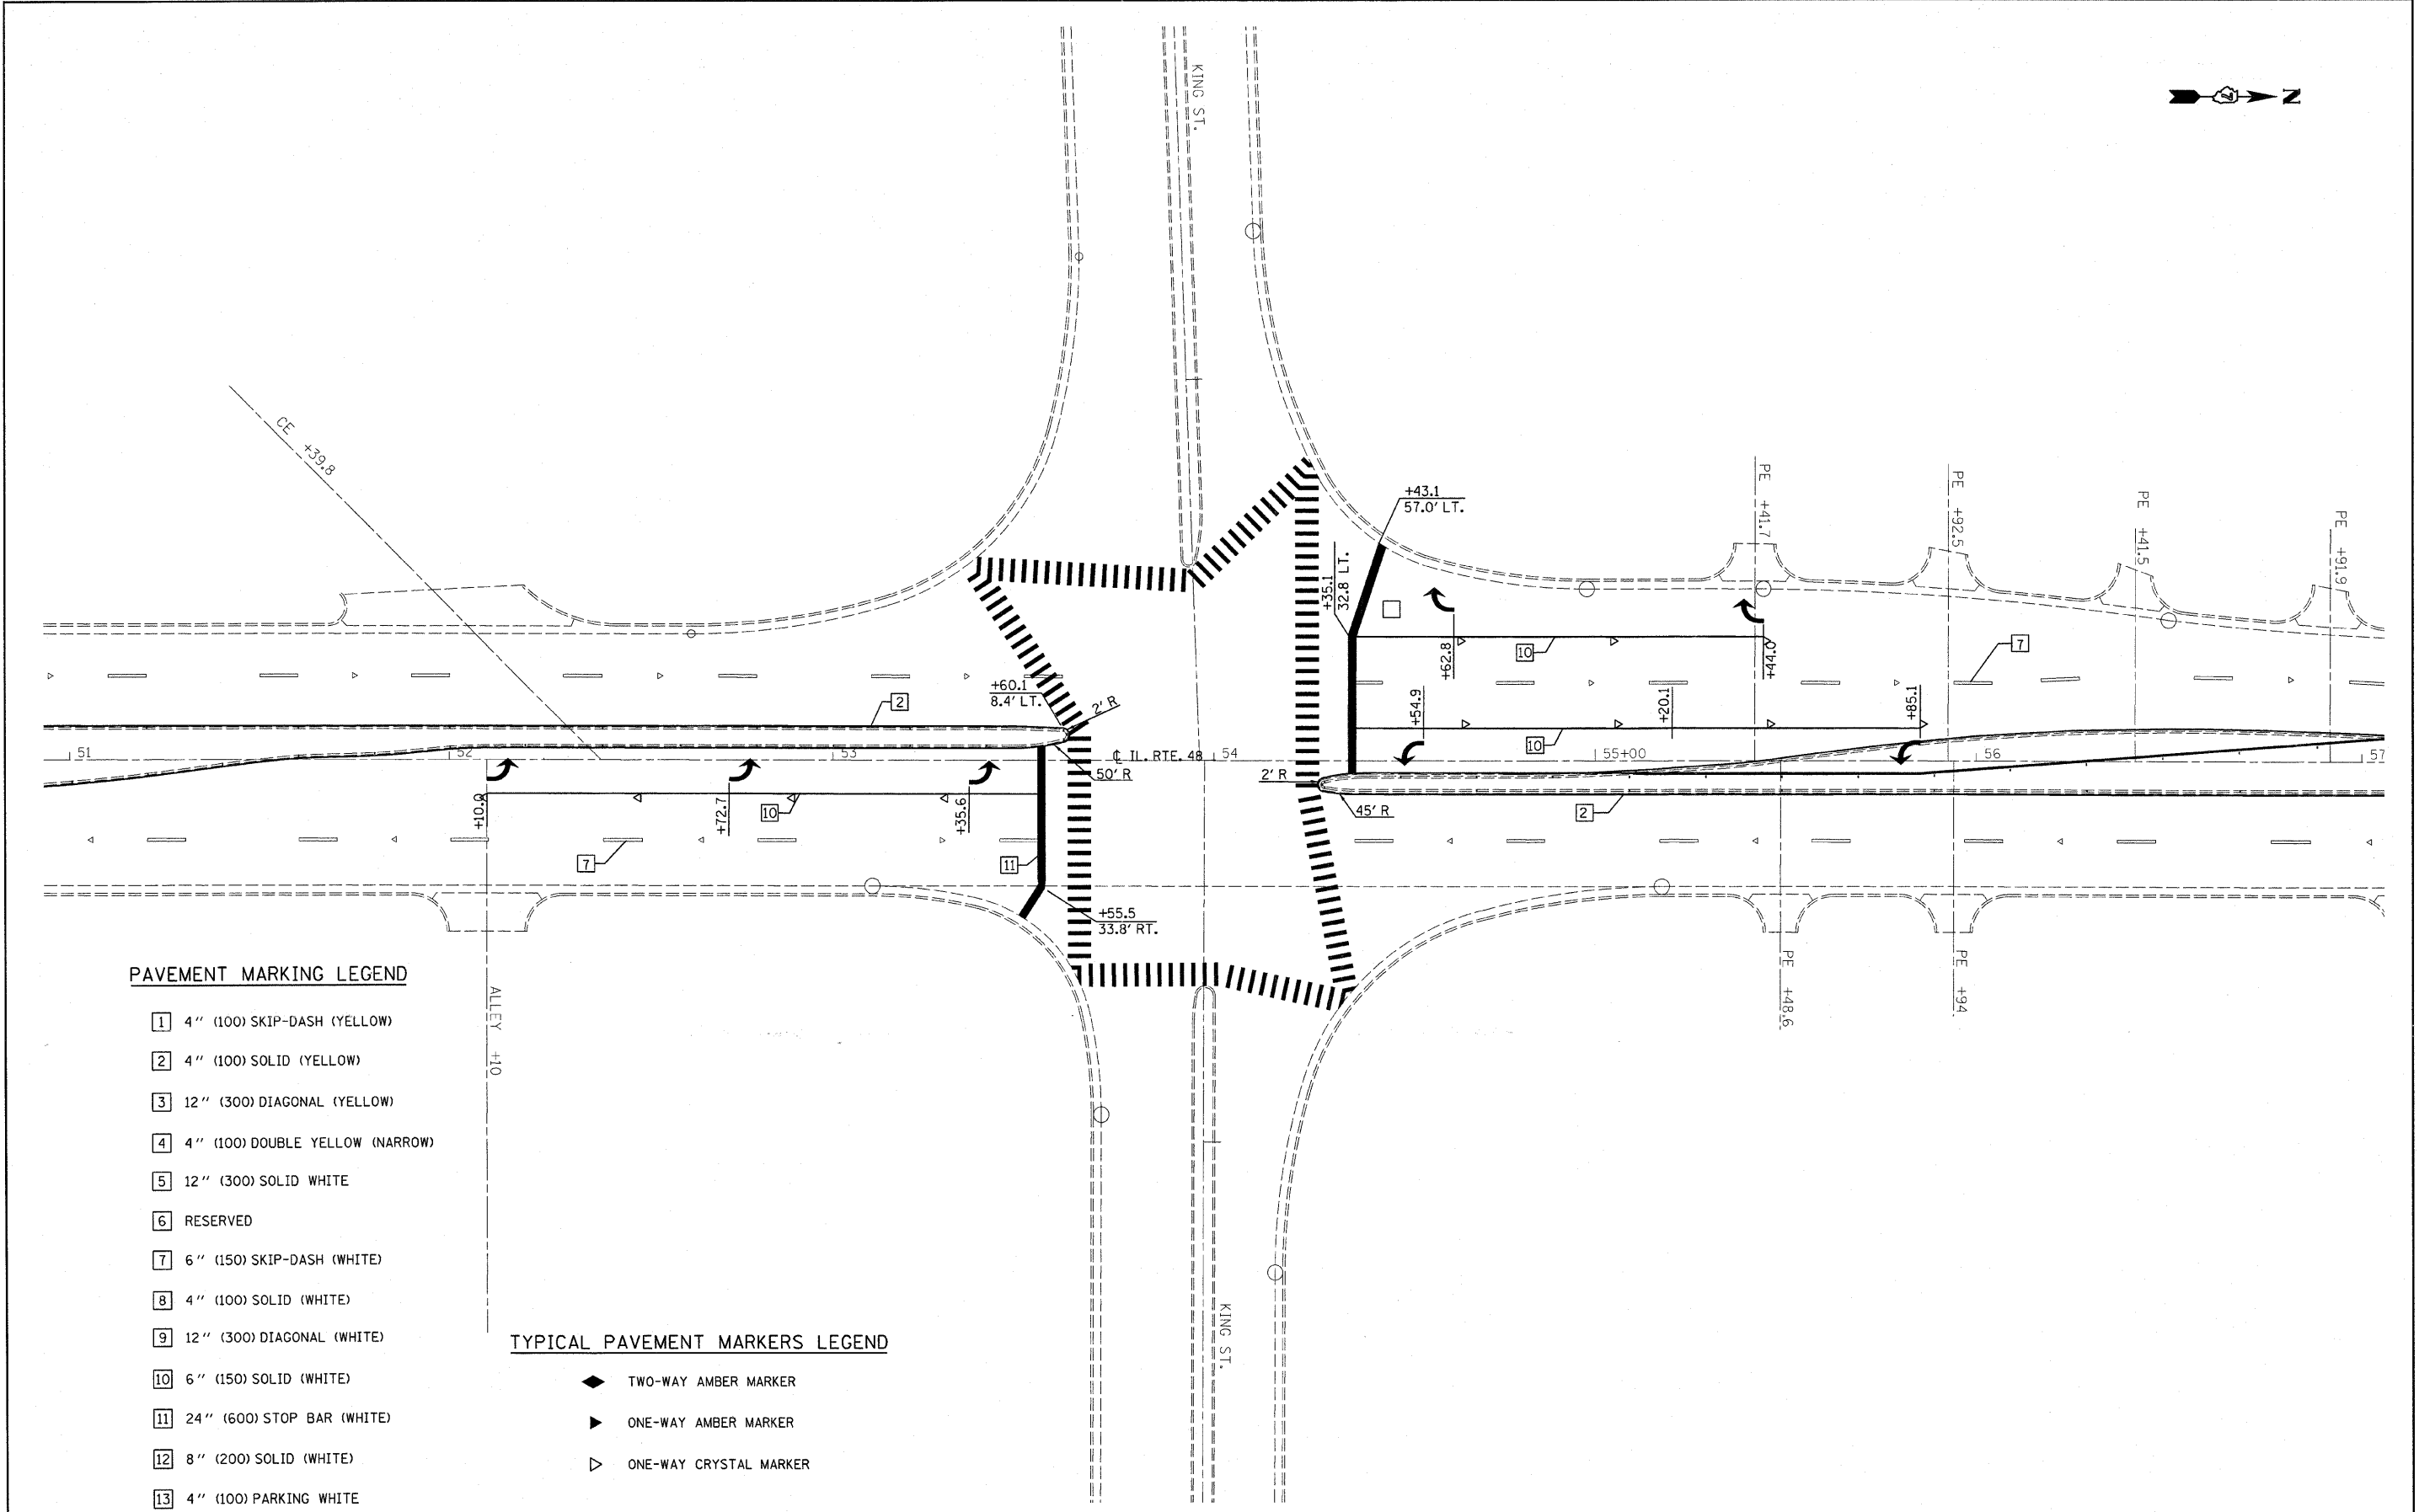 KING ST.
N
CE +39.8
+43.1
57.0' LT.
+35.1
32.8 LT.
PE +41.7
PE +92.5
PE +41.5
PE +91.9
+62.8
10
+44.0
7
+60.1
8.4' LT.
2' R
2
+54.9
+20.1
+85.1
10
51
52
53
℄ IL. RTE. 48
54
55+00
56
57
50' R
2' R
45' R
2
+10.0
+72.7
10
+35.6
7
11
+55.5
33.8' RT.
PE +48.6
PE +94
ALLEY +10
KING ST.
PAVEMENT MARKING LEGEND
1 4" (100) SKIP-DASH (YELLOW)
2 4" (100) SOLID (YELLOW)
3 12" (300) DIAGONAL (YELLOW)
4 4" (100) DOUBLE YELLOW (NARROW)
5 12" (300) SOLID WHITE
6 RESERVED
7 6" (150) SKIP-DASH (WHITE)
8 4" (100) SOLID (WHITE)
9 12" (300) DIAGONAL (WHITE)
10 6" (150) SOLID (WHITE)
11 24" (600) STOP BAR (WHITE)
12 8" (200) SOLID (WHITE)
13 4" (100) PARKING WHITE
TYPICAL PAVEMENT MARKERS LEGEND
TWO-WAY AMBER MARKER
ONE-WAY AMBER MARKER
ONE-WAY CRYSTAL MARKER